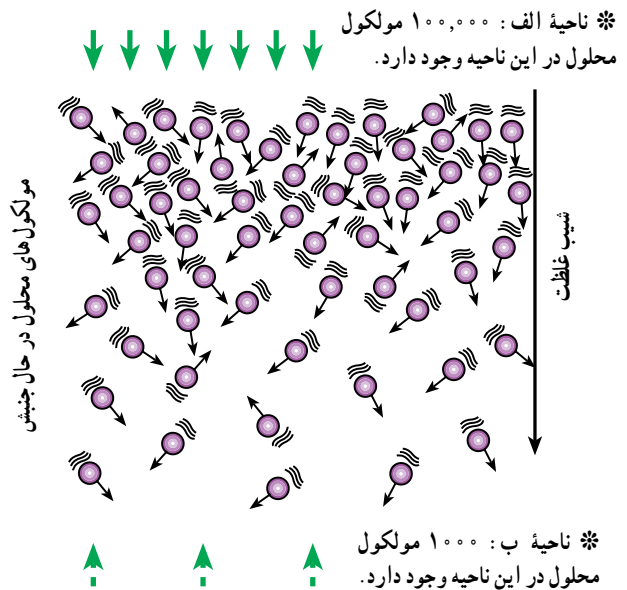 ❊ ناحیهٔ الف: ۱۰۰,۰۰۰ مولکول
محلول در این ناحیه وجود دارد.
شیب غلظت
مولکول‌های محلول در حال جنبش
❊ ناحیهٔ ب: ۱۰۰۰ مولکول
محلول در این ناحیه وجود دارد.